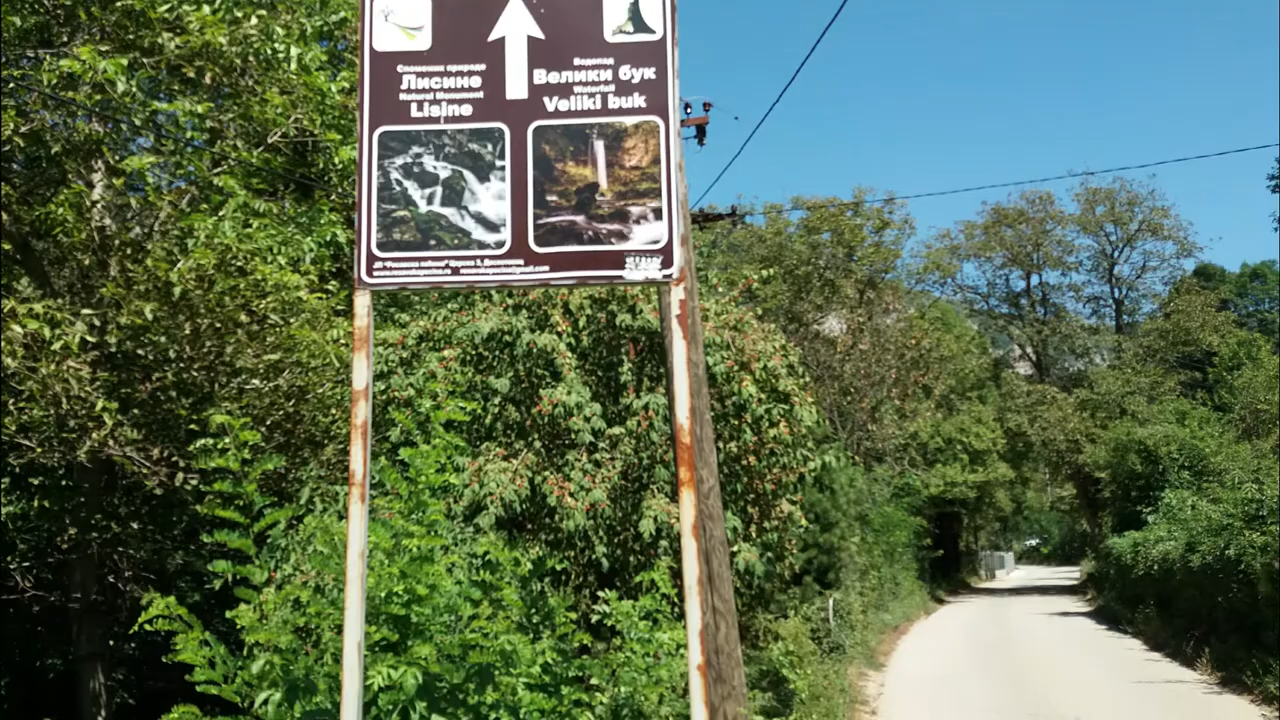 Споменик природе
Лисине
Natural Monument
Lisine
Водопад
Велики бук
Waterfall
Veliki buk